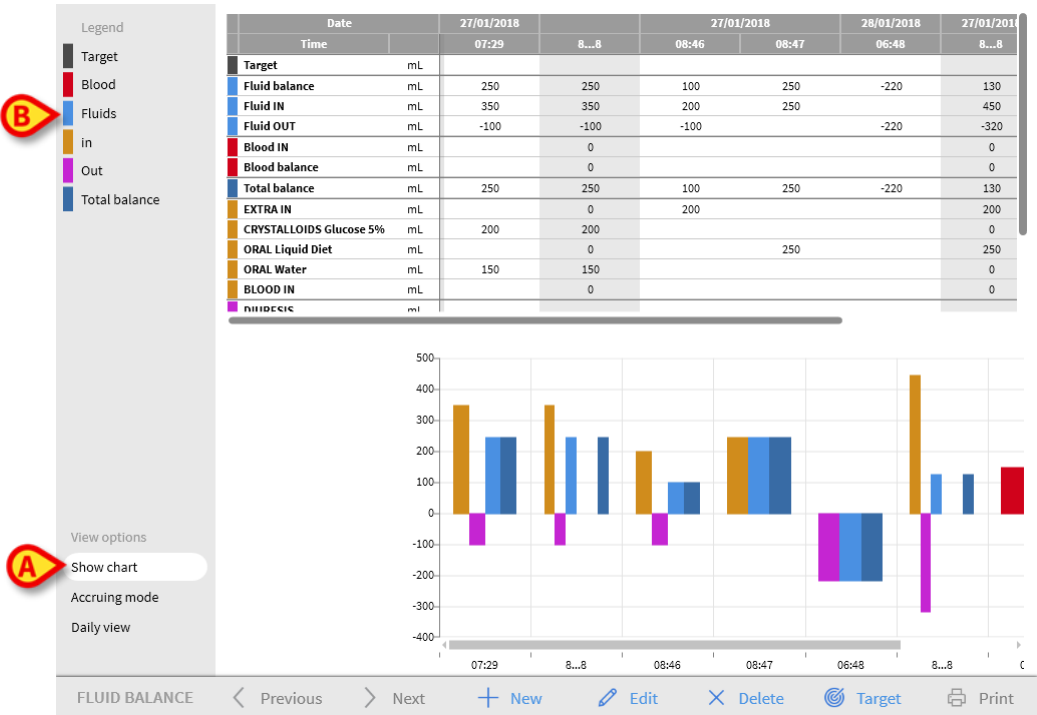 Legend
Target
Blood
Fluids
in
Out
Total balance
B
View options
Show chart
A
Accruing mode
Daily view
Date 27/01/2018 27/01/2018 28/01/2018 27/01/201
Time 07:29 8...8 08:46 08:47 06:48 8...8
Target mL
Fluid balance mL 250 250 100 250 -220 130
Fluid IN mL 350 350 200 250 450
Fluid OUT mL -100 -100 -100 -220 -320
Blood IN mL 0 0
Blood balance mL 0 0
Total balance mL 250 250 100 250 -220 130
EXTRA IN mL 0 200 200
CRYSTALLOIDS Glucose 5% mL 200 200 0
ORAL Liquid Diet mL 0 250 250
ORAL Water mL 150 150 0
BLOOD IN mL 0 0
DIURESIS mL
500
400
300
200
100
0
-100
-200
-300
-400
07:29 8...8 08:46 08:47 06:48 8...8
FLUID BALANCE Previous Next New Edit Delete Target Print